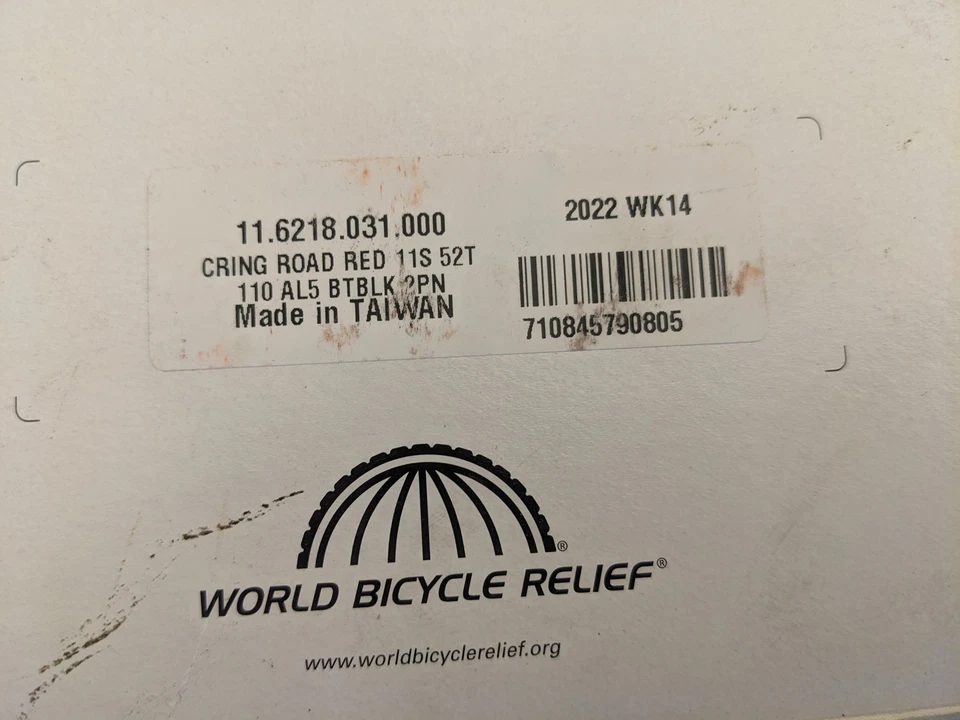 11.6218.031.000
CRING ROAD RED 11S 52T
110 AL5 BTBLK 2PN
Made in TAIWAN
2022 WK14
710845790805
®
WORLD BICYCLE RELIEF®
www.worldbicyclerelief.org